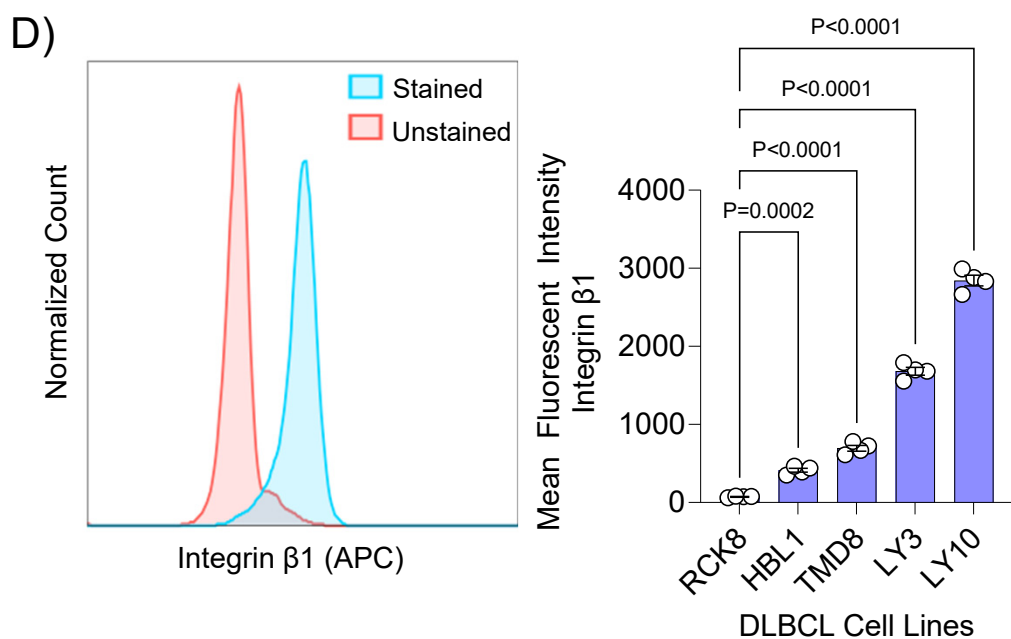 D)
Stained
Unstained
Normalized Count
Integrin β1 (APC)
P<0.0001
P<0.0001
P<0.0001
P=0.0002
Mean Fluorescent Intensity
Integrin β1
4000
3000
2000
1000
0
RCK8
HBL1
TMD8
LY3
LY10
DLBCL Cell Lines